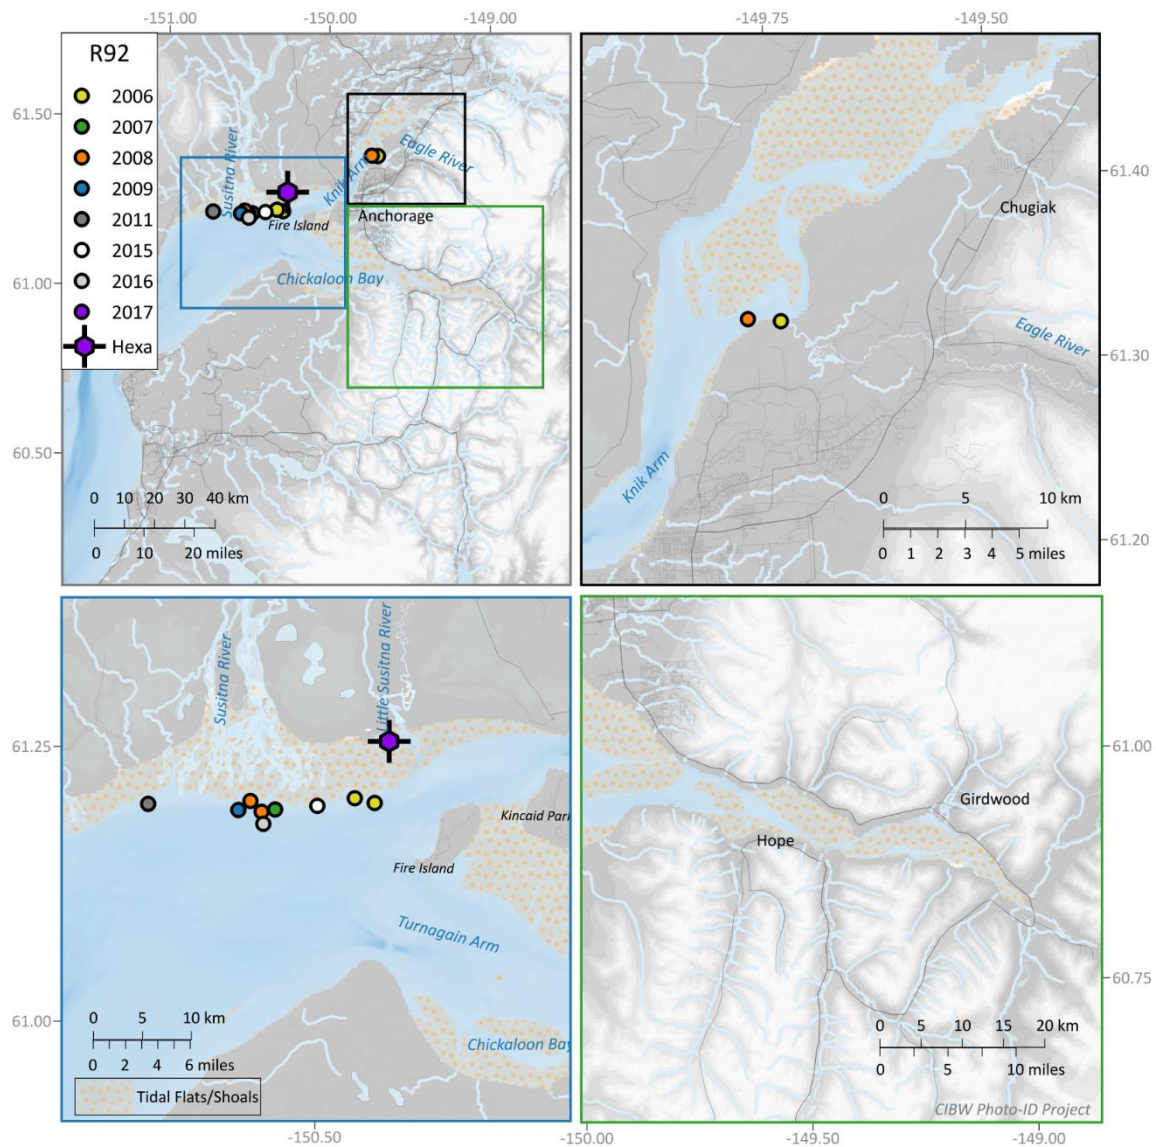 -151.00 -150.00 -149.00
-149.75 -149.50
R92
2006
2007
2008
2009
2011
2015
2016
2017
Hexa
61.50
61.00
60.50
Susitna River
Knik Arm
Eagle River
Anchorage
Fire Island
Chickaloon Bay
0 10 20 30 40 km
0 10 20 miles
61.40
61.30
61.20
Chugiak
Eagle River
Knik Arm
0 5 10 km
0 1 2 3 4 5 miles
61.25
61.00
Susitna River
Little Susitna River
Kincaid Par
Fire Island
Turnagain Arm
Chickaloon Bay
0 5 10 km
0 2 4 6 miles
Tidal Flats/Shoals
-150.50
61.00
60.75
Girdwood
Hope
0 5 10 15 20 km
0 5 10 miles
CIBW Photo-ID Project
-150.00 -149.50 -149.00